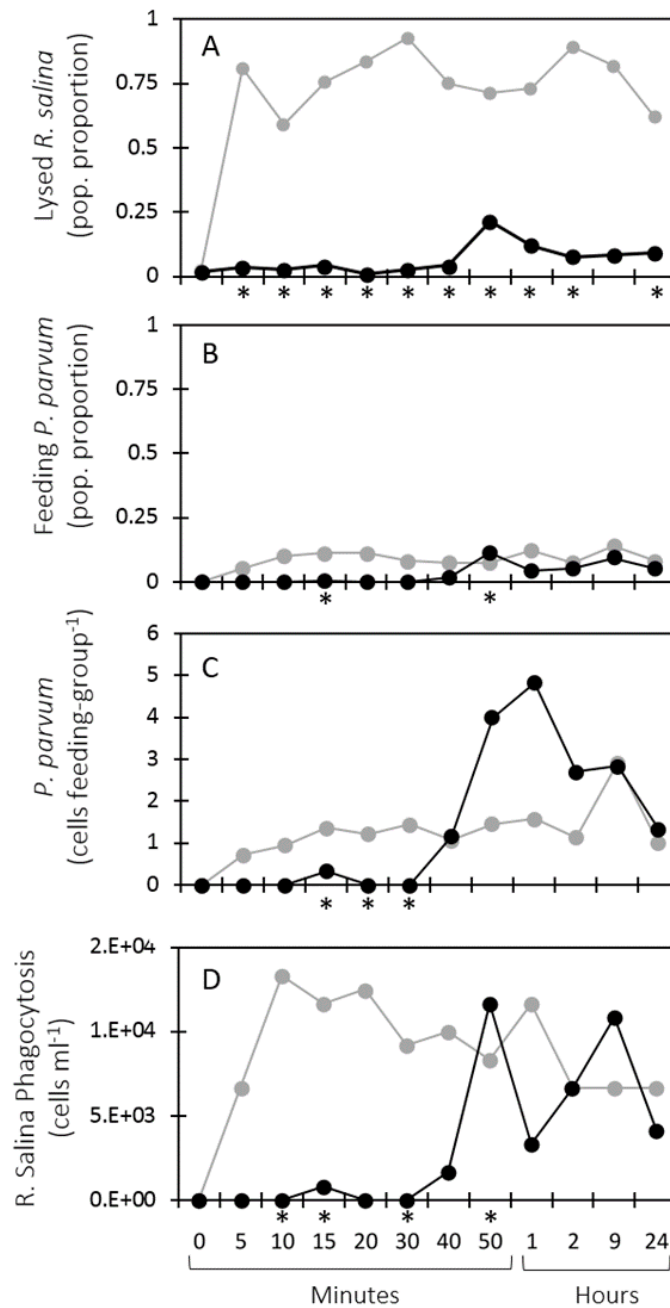 A
Lysed R. salina
(pop. proportion)
1
0.75
0.5
0.25
0
* * * * * * * * * *
B
Feeding P. parvum
(pop. proportion)
1
0.75
0.5
0.25
0
* *
C
P. parvum
(cells feeding-group-1)
6
5
4
3
2
1
0
* * *
D
R. Salina Phagocytosis
(cells ml-1)
2.E+04
1.E+04
5.E+03
0.E+00
* * * *
0 5 10 15 20 30 40 50 1 2 9 24
Minutes Hours